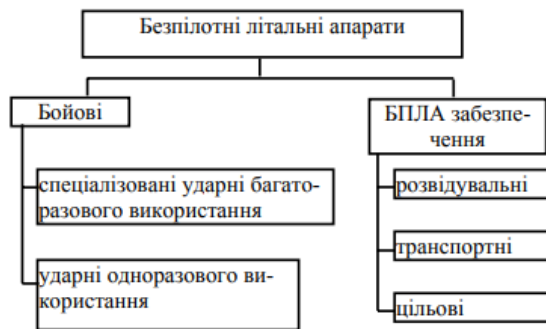 Безпілотні літальні апарати
Бойові
спеціалізовані ударні багато-
разового використання
ударні одноразового ви-
користання
БПЛА забезпе-
чення
розвідувальні
транспортні
цільові